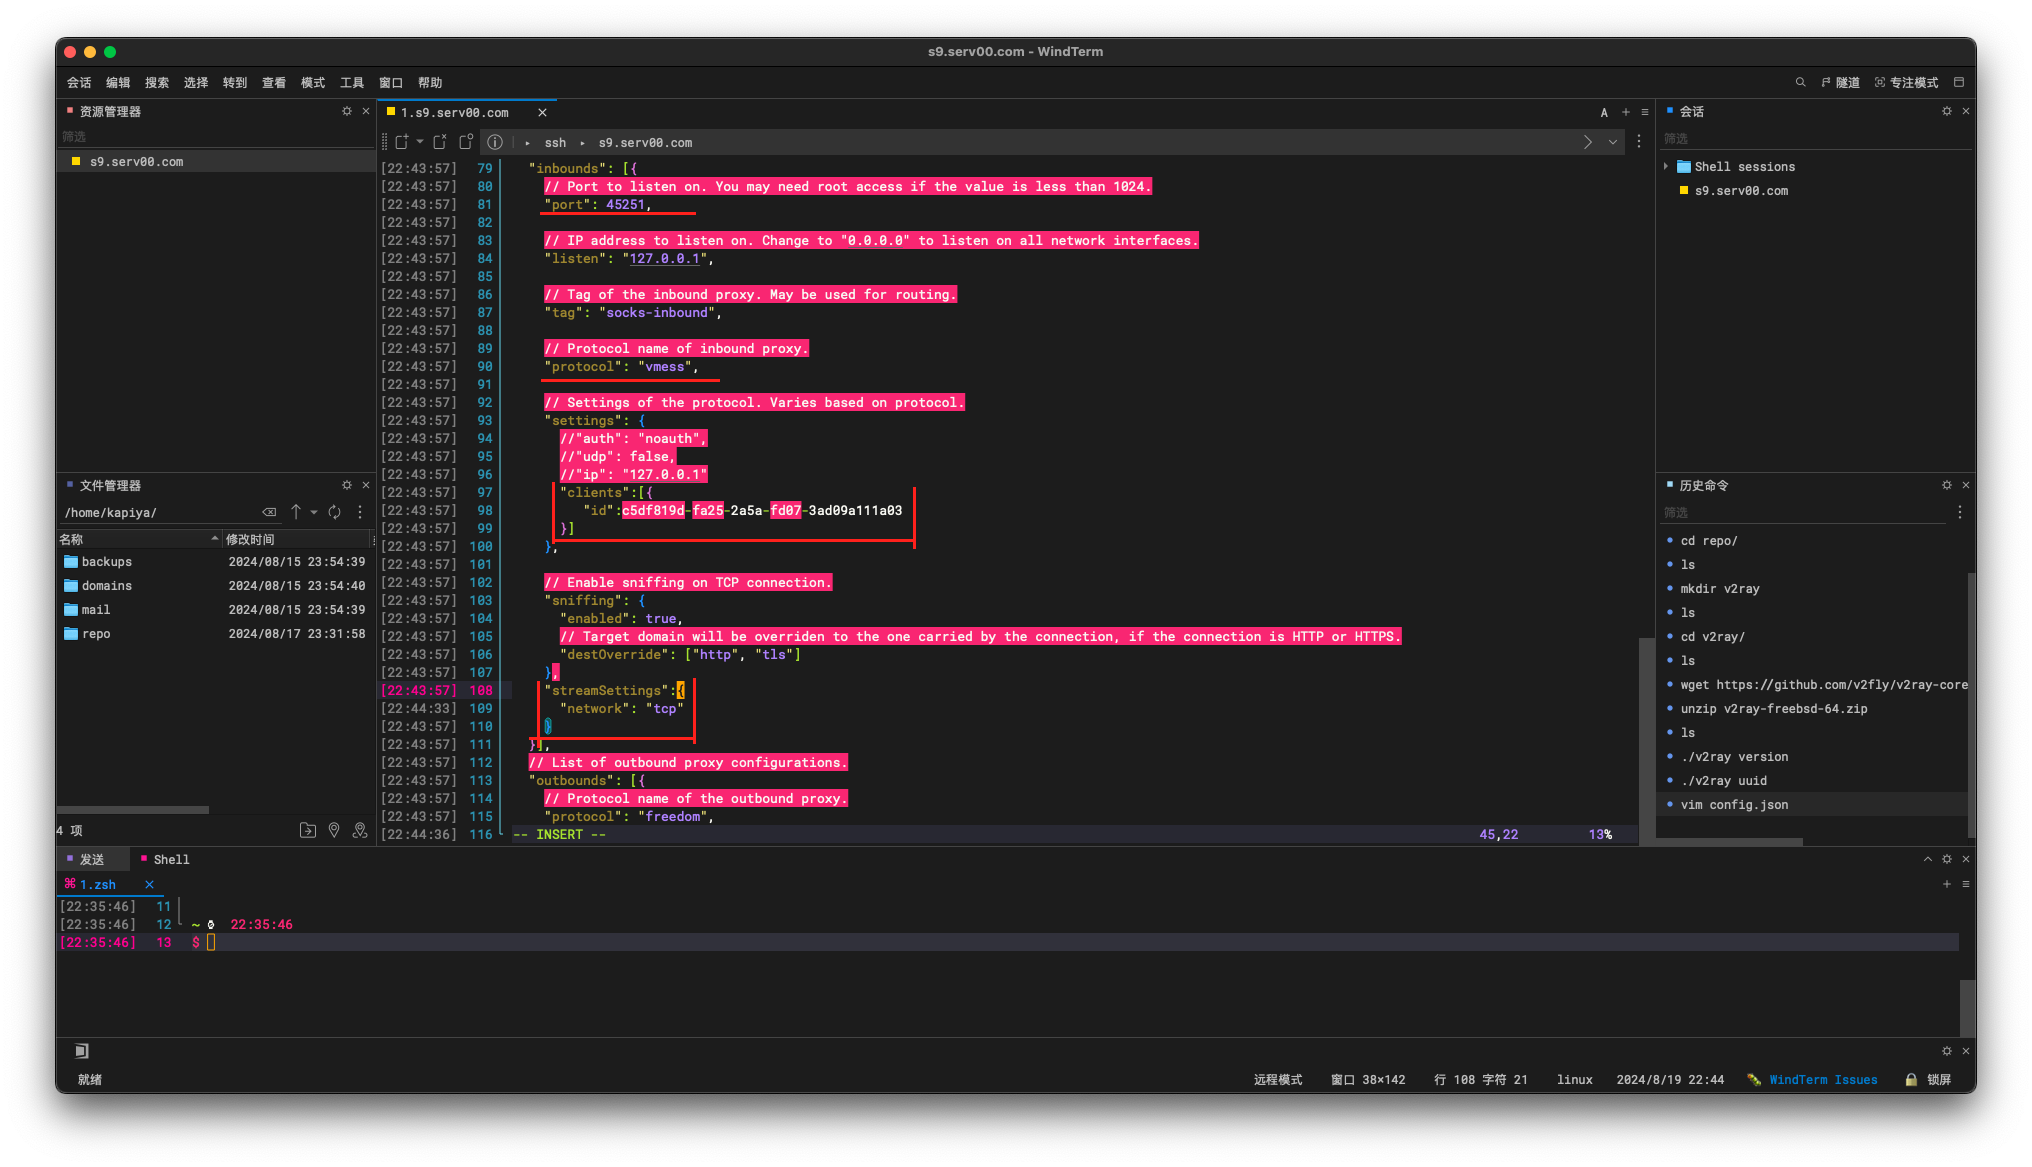 s9.serv00.com - WindTerm
会话 编辑 搜索 选择 转到 查看 模式 工具 窗口 帮助
隧道 专注模式
资源管理器
筛选
s9.serv00.com
文件管理器
/home/kapiya/
名称 修改时间
backups 2024/08/15 23:54:39
domains 2024/08/15 23:54:40
mail 2024/08/15 23:54:39
repo 2024/08/17 23:31:58
4 项
1.s9.serv00.com
A
ssh s9.serv00.com
[22:43:57] 79 "inbounds": [{
[22:43:57] 80 // Port to listen on. You may need root access if the value is less than 1024.
[22:43:57] 81 "port": 45251,
[22:43:57] 82
[22:43:57] 83 // IP address to listen on. Change to "0.0.0.0" to listen on all network interfaces.
[22:43:57] 84 "listen": "127.0.0.1",
[22:43:57] 85
[22:43:57] 86 // Tag of the inbound proxy. May be used for routing.
[22:43:57] 87 "tag": "socks-inbound",
[22:43:57] 88
[22:43:57] 89 // Protocol name of inbound proxy.
[22:43:57] 90 "protocol": "vmess",
[22:43:57] 91
[22:43:57] 92 // Settings of the protocol. Varies based on protocol.
[22:43:57] 93 "settings": {
[22:43:57] 94 //"auth": "noauth",
[22:43:57] 95 //"udp": false,
[22:43:57] 96 //"ip": "127.0.0.1"
[22:43:57] 97 "clients":[{
[22:43:57] 98 "id":c5df819d-fa25-2a5a-fd07-3ad09a111a03
[22:43:57] 99 }]
[22:43:57] 100 },
[22:43:57] 101
[22:43:57] 102 // Enable sniffing on TCP connection.
[22:43:57] 103 "sniffing": {
[22:43:57] 104 "enabled": true,
[22:43:57] 105 // Target domain will be overriden to the one carried by the connection, if the connection is HTTP or HTTPS.
[22:43:57] 106 "destOverride": ["http", "tls"]
[22:43:57] 107 },
[22:43:57] 108 "streamSettings":{
[22:44:33] 109 "network": "tcp"
[22:43:57] 110 }
[22:43:57] 111 }],
[22:43:57] 112 // List of outbound proxy configurations.
[22:43:57] 113 "outbounds": [{
[22:43:57] 114 // Protocol name of the outbound proxy.
[22:43:57] 115 "protocol": "freedom",
[22:44:36] 116 -- INSERT -- 45,22 13%
会话
筛选
Shell sessions
s9.serv00.com
历史命令
筛选
cd repo/
ls
mkdir v2ray
ls
cd v2ray/
ls
wget https://github.com/v2fly/v2ray-core
unzip v2ray-freebsd-64.zip
ls
./v2ray version
./v2ray uuid
vim config.json
发送 Shell
1.zsh
[22:35:46] 11
[22:35:46] 12 ~ 22:35:46
[22:35:46] 13 $
就绪 远程模式 窗口 38×142 行 108 字符 21 linux 2024/8/19 22:44 WindTerm Issues 锁屏